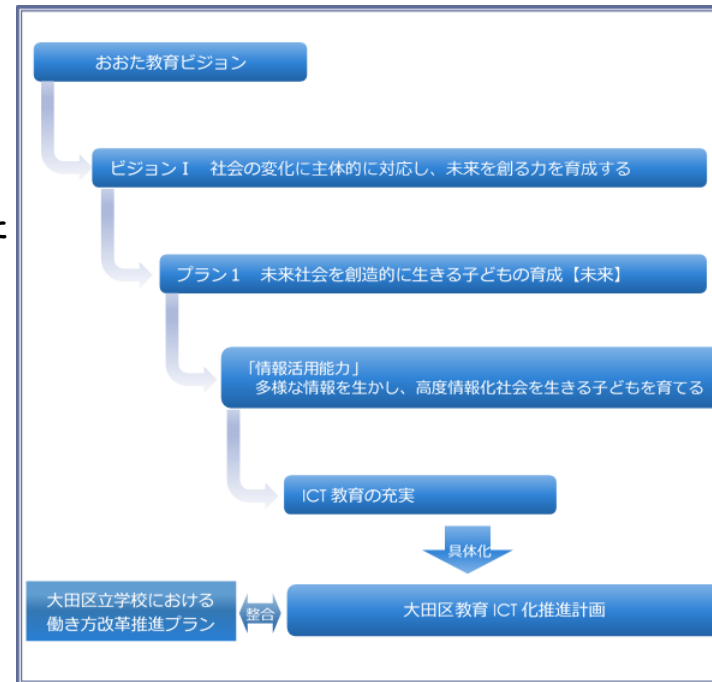 おおた教育ビジョン
ビジョンⅠ　社会の変化に主体的に対応し、未来を創る力を育成する
に
プラン１　未来社会を創造的に生きる子どもの育成【未来】
「情報活用能力」
多様な情報を生かし、高度情報化社会を生きる子どもを育てる
ICT 教育の充実
具体化
大田区立学校における
働き方改革推進プラン
整合
大田区教育 ICT 化推進計画